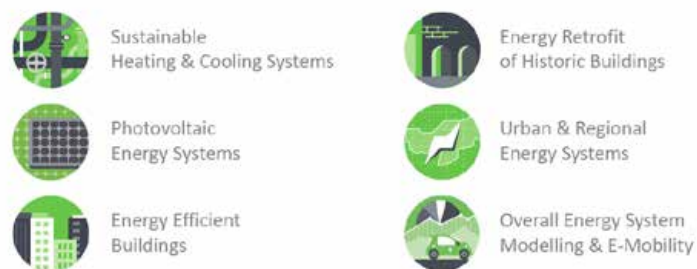 Sustainable
Heating & Cooling Systems
Photovoltaic
Energy Systems
Energy Efficient
Buildings
Energy Retrofit
of Historic Buildings
Urban & Regional
Energy Systems
Overall Energy System
Modelling & E-Mobility